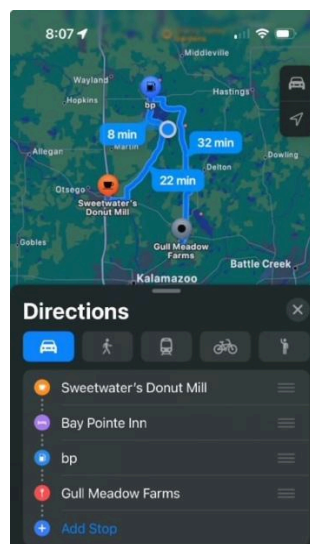 8:07
Middleville
Wayland
Hopkins
Hastings
bp
8 min
Martin
32 min
Allegan
Delton
Dowling
22 min
Otsego
Sweetwater's
Donut Mill
Gobles
Gull Meadow
Farms
Battle Creek
Kalamazoo
Directions
Sweetwater's Donut Mill
Bay Pointe Inn
bp
Gull Meadow Farms
Add Stop